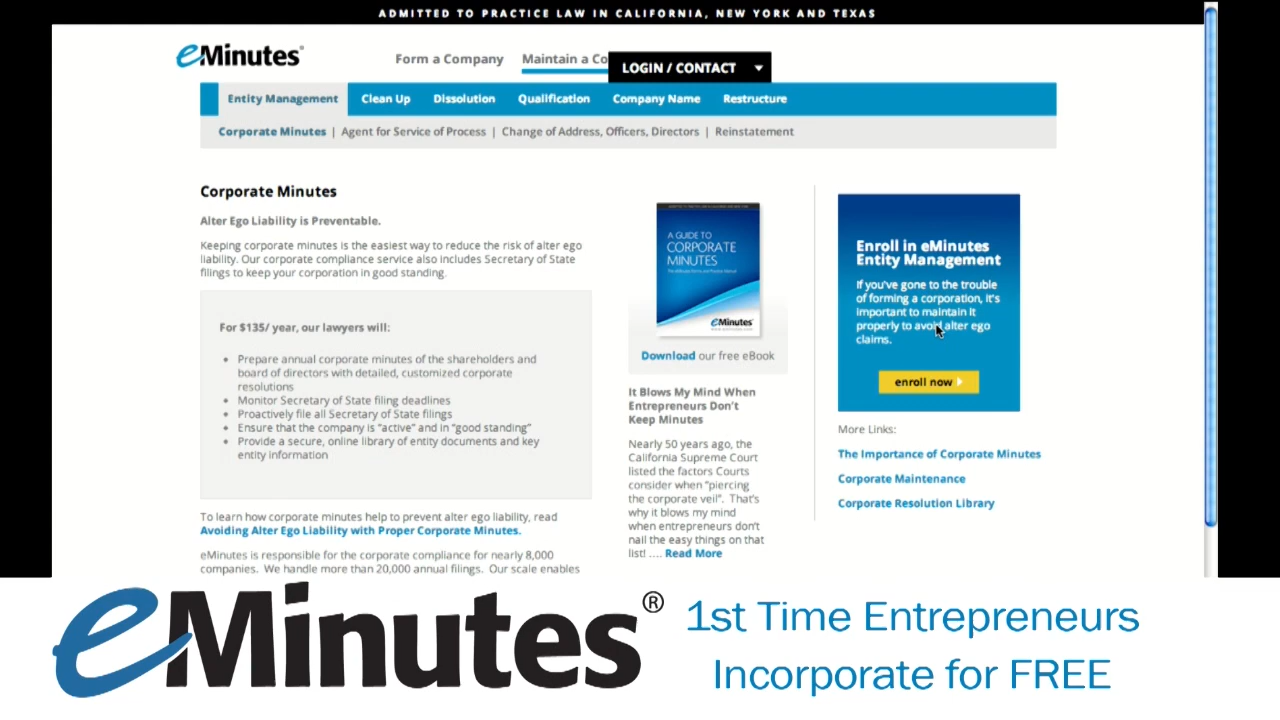 ADMITTED TO PRACTICE LAW IN CALIFORNIA, NEW YORK AND TEXAS
eMinutes®
Form a Company
Maintain a Co
LOGIN / CONTACT
Entity Management
Clean Up
Dissolution
Qualification
Company Name
Restructure
Corporate Minutes | Agent for Service of Process | Change of Address, Officers, Directors | Reinstatement
Corporate Minutes
Alter Ego Liability is Preventable.
Keeping corporate minutes is the easiest way to reduce the risk of alter ego
liability. Our corporate compliance service also includes Secretary of State
filings to keep your corporation in good standing.
For $135/ year, our lawyers will:
• Prepare annual corporate minutes of the shareholders and
board of directors with detailed, customized corporate
resolutions
• Monitor Secretary of State filing deadlines
• Proactively file all Secretary of State filings
• Ensure that the company is "active" and in "good standing"
• Provide a secure, online library of entity documents and key
entity information
To learn how corporate minutes help to prevent alter ego liability, read
Avoiding Alter Ego Liability with Proper Corporate Minutes.
eMinutes is responsible for the corporate compliance for nearly 8,000
companies. We handle more than 20,000 annual filings. Our scale enables
A GUIDE TO
CORPORATE
MINUTES
eMinutes
Download our free eBook
It Blows My Mind When
Entrepreneurs Don't
Keep Minutes
Nearly 50 years ago, the
California Supreme Court
listed the factors Courts
consider when "piercing
the corporate veil". That's
why it blows my mind
when entrepreneurs don't
nail the easy things on that
list! .... Read More
Enroll in eMinutes
Entity Management
If you've gone to the trouble
of forming a corporation, it's
important to maintain it
properly to avoid alter ego
claims.
enroll now
More Links:
The Importance of Corporate Minutes
Corporate Maintenance
Corporate Resolution Library
eMinutes®
1st Time Entrepreneurs
Incorporate for FREE